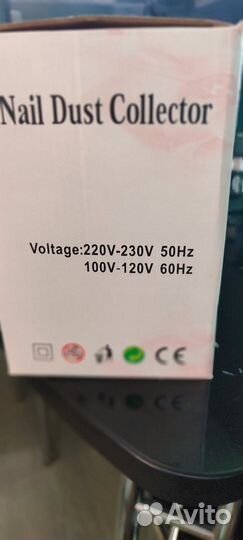 Nail Dust Collector
Voltage:220V-230V 50Hz
100V-120V 60Hz
CE
Avito